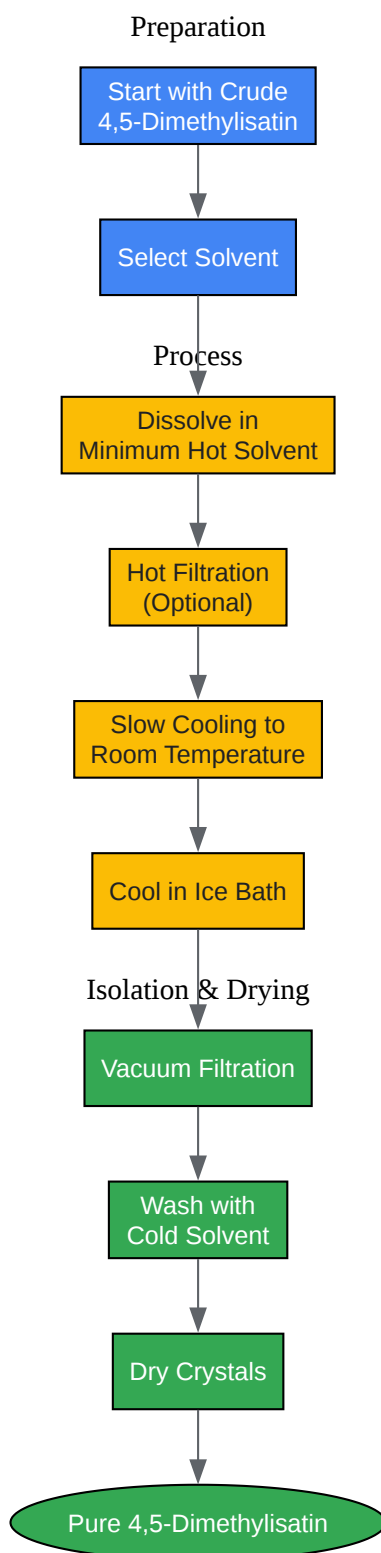 Preparation
Start with Crude
4,5-Dimethylisatin
Select Solvent
Process
Dissolve in
Minimum Hot Solvent
Hot Filtration
(Optional)
Slow Cooling to
Room Temperature
Cool in Ice Bath
Isolation & Drying
Vacuum Filtration
Wash with
Cold Solvent
Dry Crystals
Pure 4,5-Dimethylisatin